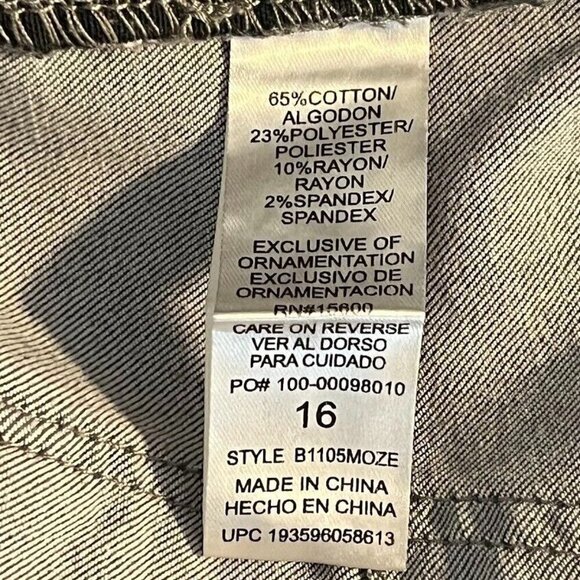 65%COTTON/
ALGODON
23%POLYESTER/
POLIESTER
10%RAYON/
RAYON
2%SPANDEX/
SPANDEX
EXCLUSIVE OF
ORNAMENTATION
EXCLUSIVO DE
ORNAMENTACION
RN#15600
CARE ON REVERSE
VER AL DORSO
PARA CUIDADO
PO# 100-00098010
16
STYLE B1105MOZE
MADE IN CHINA
HECHO EN CHINA
UPC 193596058613